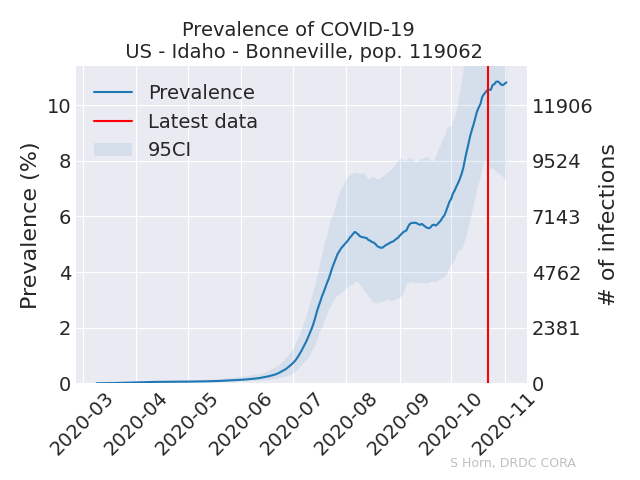 Prevalence of COVID-19
US - Idaho - Bonneville, pop. 119062
Prevalence
Latest data
95CI
Prevalence (%)
10
8
6
4
2
0
11906
9524
7143
4762
2381
0
# of infections
2020-03
2020-04
2020-05
2020-06
2020-07
2020-08
2020-09
2020-10
2020-11
S Horn, DRDC CORA